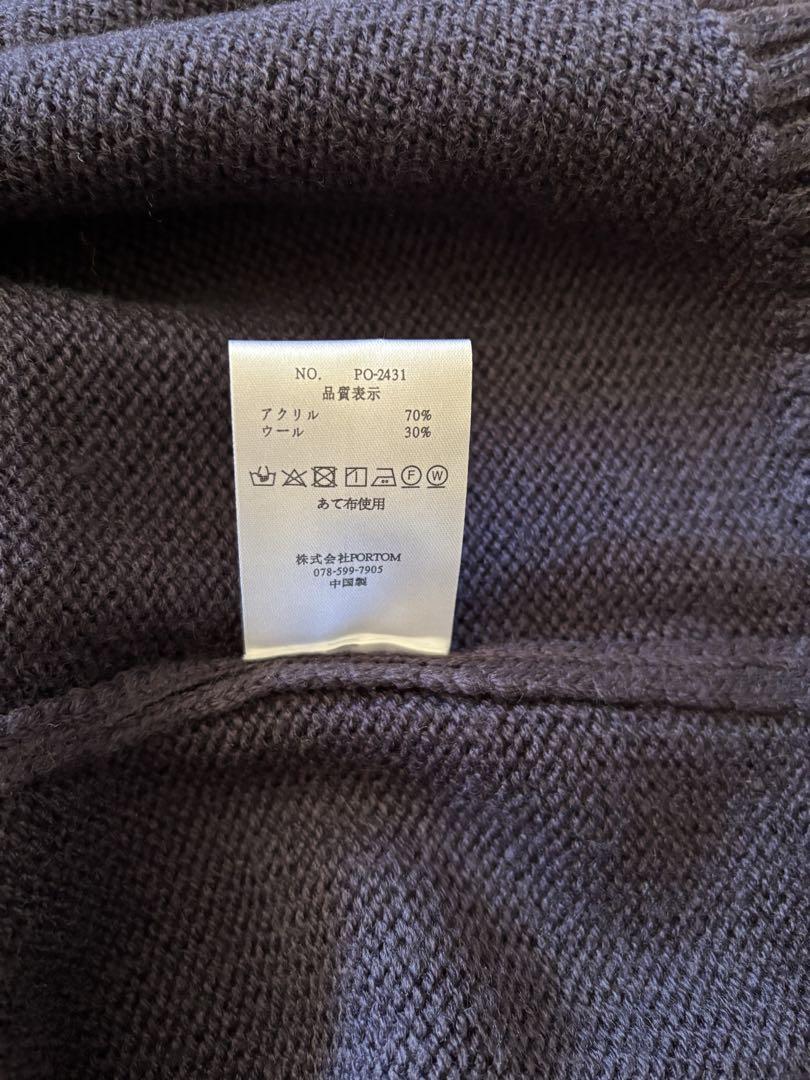 NO. PO-2431
品質表示
アクリル 70%
ウール 30%
F W
あて布使用
株式会社PORTOM
078-599-7905
中国製